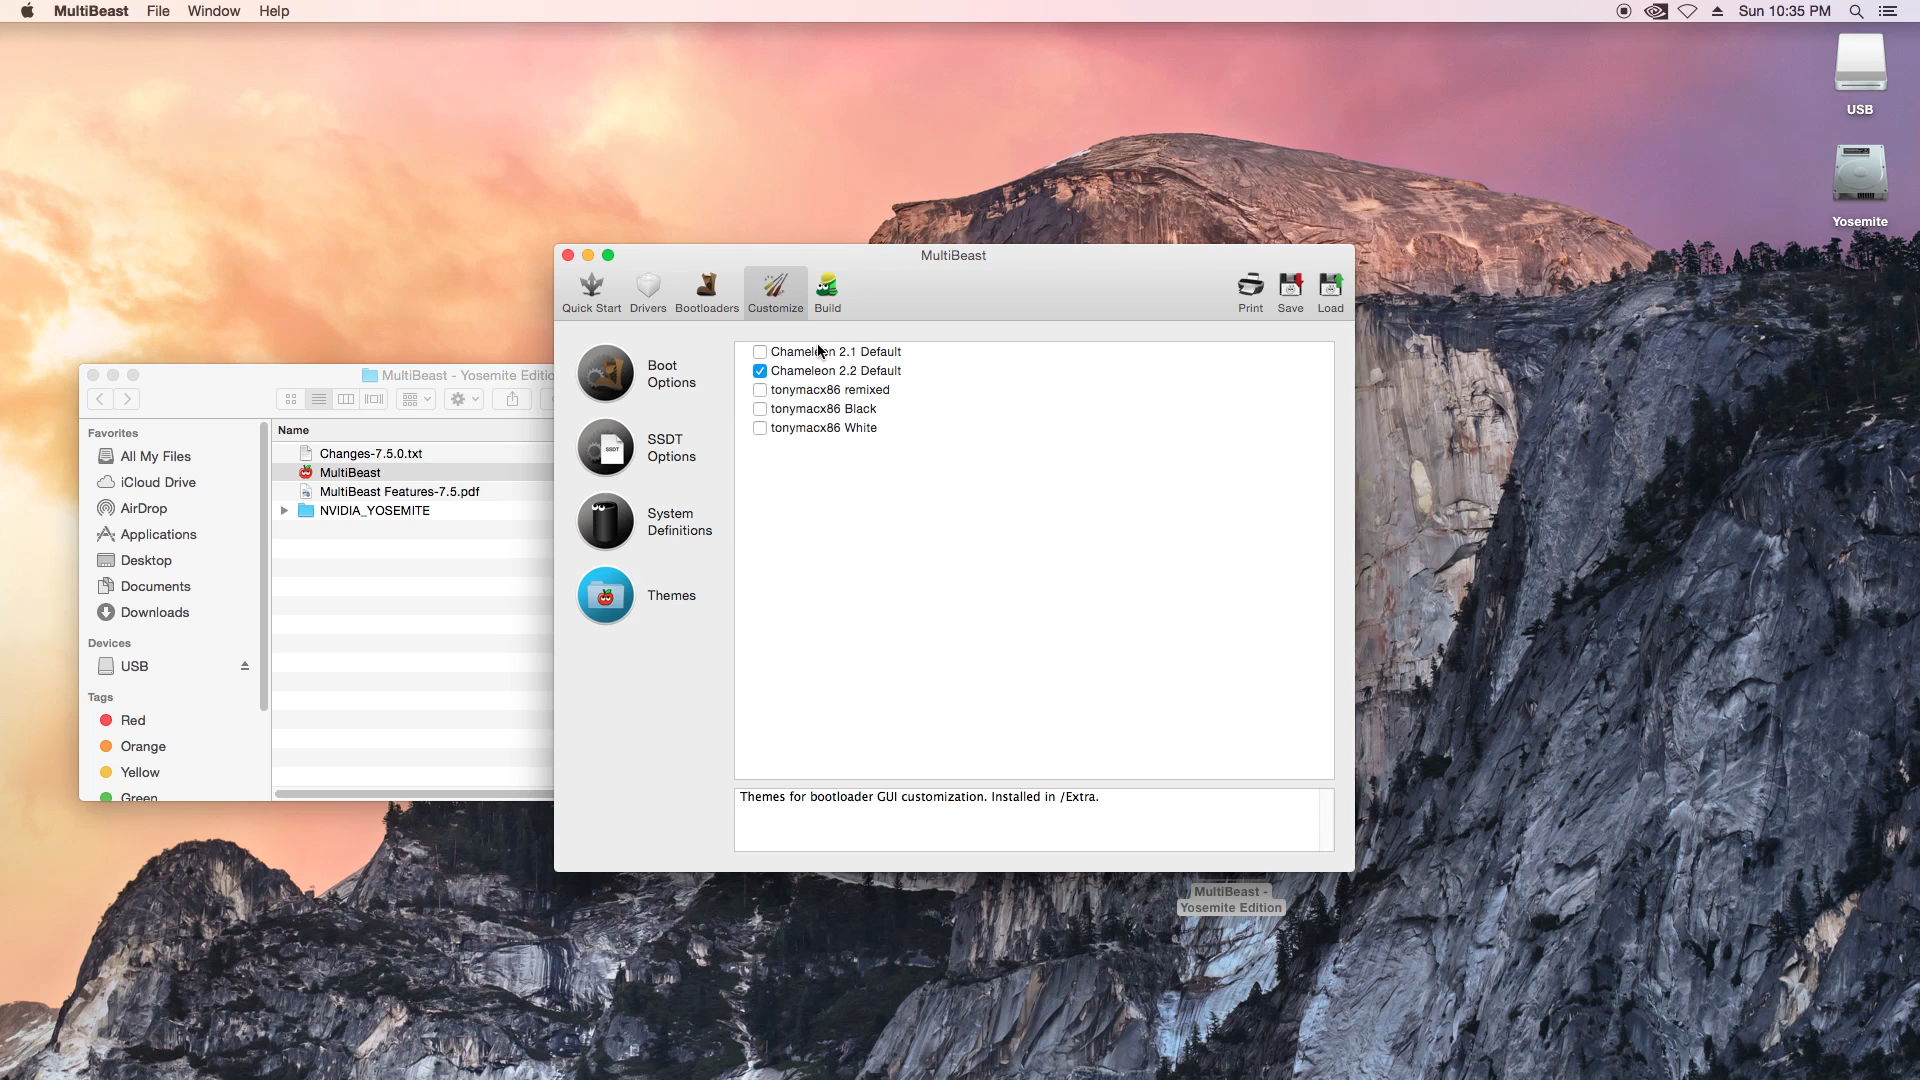 MultiBeast File Window Help
Sun 10:35 PM
USB
Yosemite
MultiBeast
Quick Start Drivers Bootloaders Customize Build
Print Save Load
Boot
Options
SSDT
SSDT
Options
System
Definitions
Themes
Chameleon 2.1 Default
Chameleon 2.2 Default
tonymacx86 remixed
tonymacx86 Black
tonymacx86 White
Themes for bootloader GUI customization. Installed in /Extra.
MultiBeast - Yosemite Editio
Favorites
All My Files
iCloud Drive
AirDrop
Applications
Desktop
Documents
Downloads
Devices
USB
Tags
Red
Orange
Yellow
Green
Name
Changes-7.5.0.txt
MultiBeast
MultiBeast Features-7.5.pdf
NVIDIA_YOSEMITE
MultiBeast -
Yosemite Edition